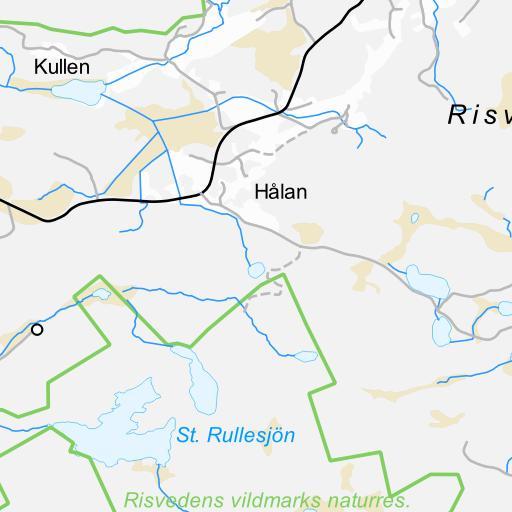 Kullen
Risv
Hålan
St. Rullesjön
Risvedens vildmarks naturres.